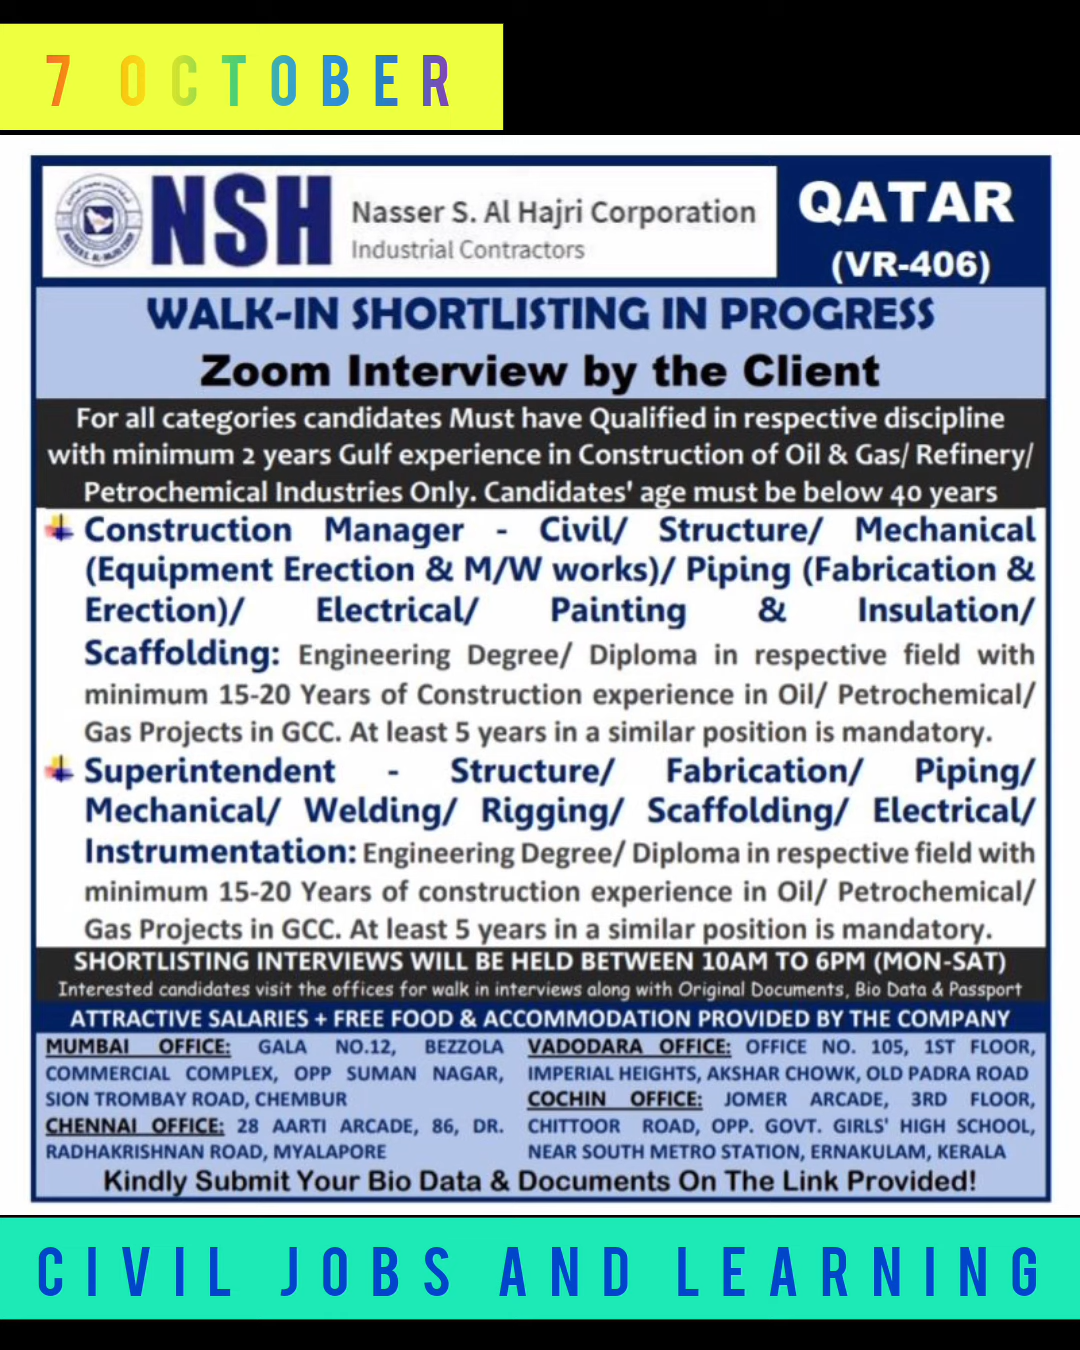 7 OCTOBER
NSH
Nasser S. Al Hajri Corporation
Industrial Contractors
QATAR
(VR-406)
WALK-IN SHORTLISTING IN PROGRESS
Zoom Interview by the Client
For all categories candidates Must have Qualified in respective discipline
with minimum 2 years Gulf experience in Construction of Oil & Gas/ Refinery/
Petrochemical Industries Only. Candidates' age must be below 40 years
Construction Manager - Civil/ Structure/ Mechanical
(Equipment Erection & M/W works)/ Piping (Fabrication &
Erection)/ Electrical/ Painting & Insulation/
Scaffolding: Engineering Degree/ Diploma in respective field with
minimum 15-20 Years of Construction experience in Oil/ Petrochemical/
Gas Projects in GCC. At least 5 years in a similar position is mandatory.
Superintendent - Structure/ Fabrication/ Piping/
Mechanical/ Welding/ Rigging/ Scaffolding/ Electrical/
Instrumentation: Engineering Degree/ Diploma in respective field with
minimum 15-20 Years of construction experience in Oil/ Petrochemical/
Gas Projects in GCC. At least 5 years in a similar position is mandatory.
SHORTLISTING INTERVIEWS WILL BE HELD BETWEEN 10AM TO 6PM (MON-SAT)
Interested candidates visit the offices for walk in interviews along with Original Documents, Bio Data & Passport
ATTRACTIVE SALARIES + FREE FOOD & ACCOMMODATION PROVIDED BY THE COMPANY
MUMBAI OFFICE: GALA NO.12, BEZZOLA
COMMERCIAL COMPLEX, OPP SUMAN NAGAR,
SION TROMBAY ROAD, CHEMBUR
CHENNAI OFFICE: 28 AARTI ARCADE, 86, DR.
RADHAKRISHNAN ROAD, MYALAPORE
VADODARA OFFICE: OFFICE NO. 105, 1ST FLOOR,
IMPERIAL HEIGHTS, AKSHAR CHOWK, OLD PADRA ROAD
COCHIN OFFICE: JOMER ARCADE, 3RD FLOOR,
CHITTOOR ROAD, OPP. GOVT. GIRLS' HIGH SCHOOL,
NEAR SOUTH METRO STATION, ERNAKULAM, KERALA
Kindly Submit Your Bio Data & Documents On The Link Provided!
CIVIL JOBS AND LEARNING